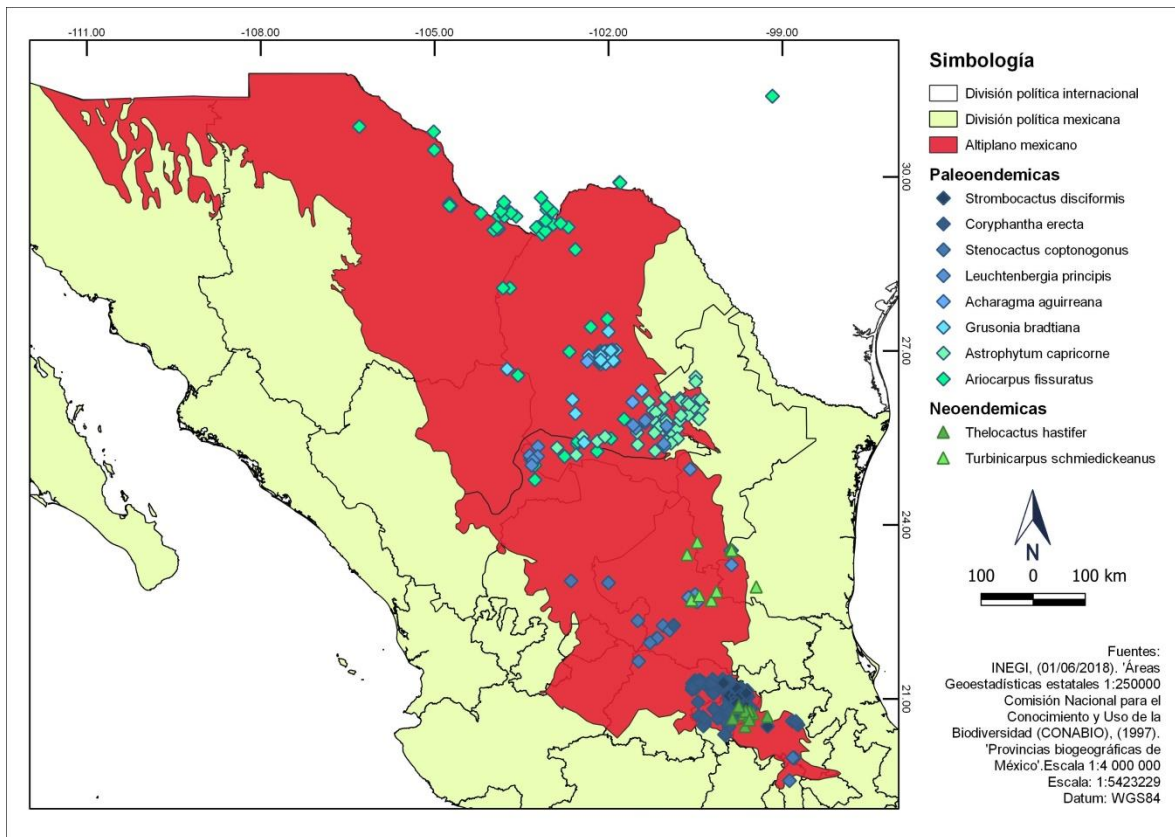 -111.00 -108.00 -105.00 -102.00 -99.00
30.00
27.00
24.00
21.00
Simbología
División política internacional
División política mexicana
Altiplano mexicano
Paleoendemicas
Strombocactus disciformis
Coryphantha erecta
Stenocactus coptonogonus
Leuchtenbergia principis
Acharagma aguirreana
Grusonia bradtiana
Astrophytum capricorne
Ariocarpus fissuratus
Neoendemicas
Thelocactus hastifer
Turbinicarpus schmiedickeanus
N
100 0 100 km
Fuentes:
INEGI, (01/06/2018). 'Áreas
Geoestadísticas estatales 1:250000
Comisión Nacional para el
Conocimiento y Uso de la
Biodiversidad (CONABIO), (1997).
'Provincias biogeográficas de
México'.Escala 1:4 000 000
Escala: 1:5423229
Datum: WGS84